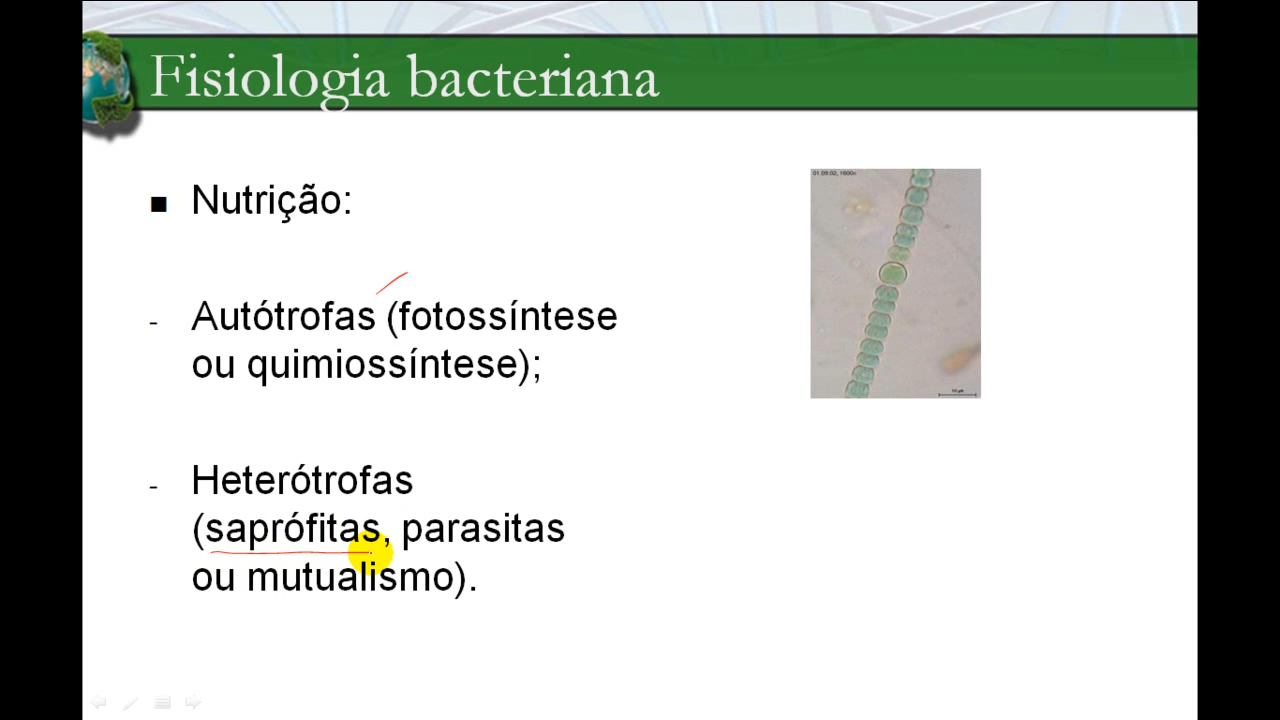 Fisiologia bacteriana
Nutrição:
- Autótrofas (fotossíntese
ou quimiossíntese);
- Heterótrofas
(saprófitas, parasitas
ou mutualismo).